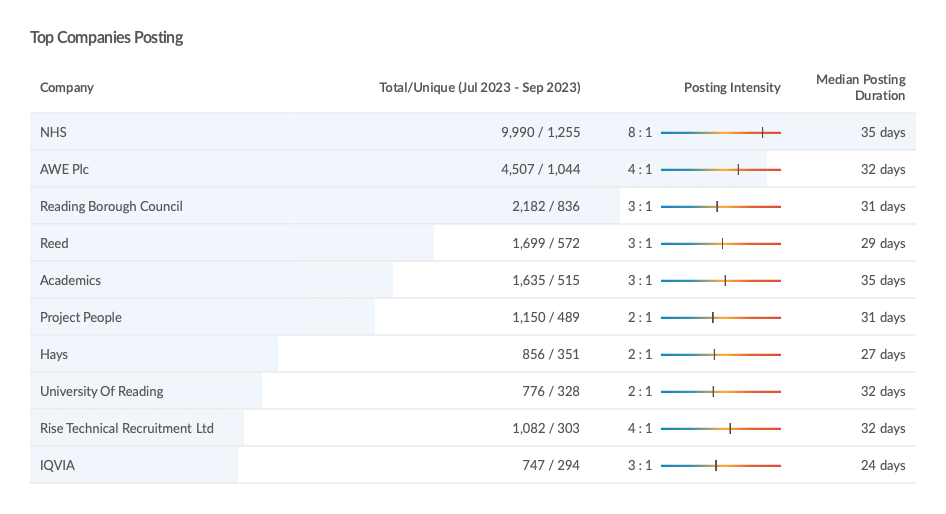 Top Companies Posting
Company Total/Unique (Jul 2023 - Sep 2023) Posting Intensity Median Posting Duration
NHS 9,990 / 1,255 8 : 1 35 days
AWE Plc 4,507 / 1,044 4 : 1 32 days
Reading Borough Council 2,182 / 836 3 : 1 31 days
Reed 1,699 / 572 3 : 1 29 days
Academics 1,635 / 515 3 : 1 35 days
Project People 1,150 / 489 2 : 1 31 days
Hays 856 / 351 2 : 1 27 days
University Of Reading 776 / 328 2 : 1 32 days
Rise Technical Recruitment Ltd 1,082 / 303 4 : 1 32 days
IQVIA 747 / 294 3 : 1 24 days